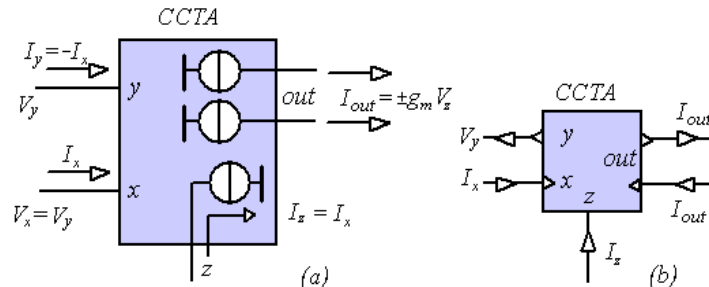 CCTA
I_y=-I_x
y
V_y
out
I_out=±g_m V_z
I_x
x
V_x=V_y
I_z=I_x
z
(a)
CCTA
V_y
y
I_out
out
I_x
x
z
I_out
I_z
(b)